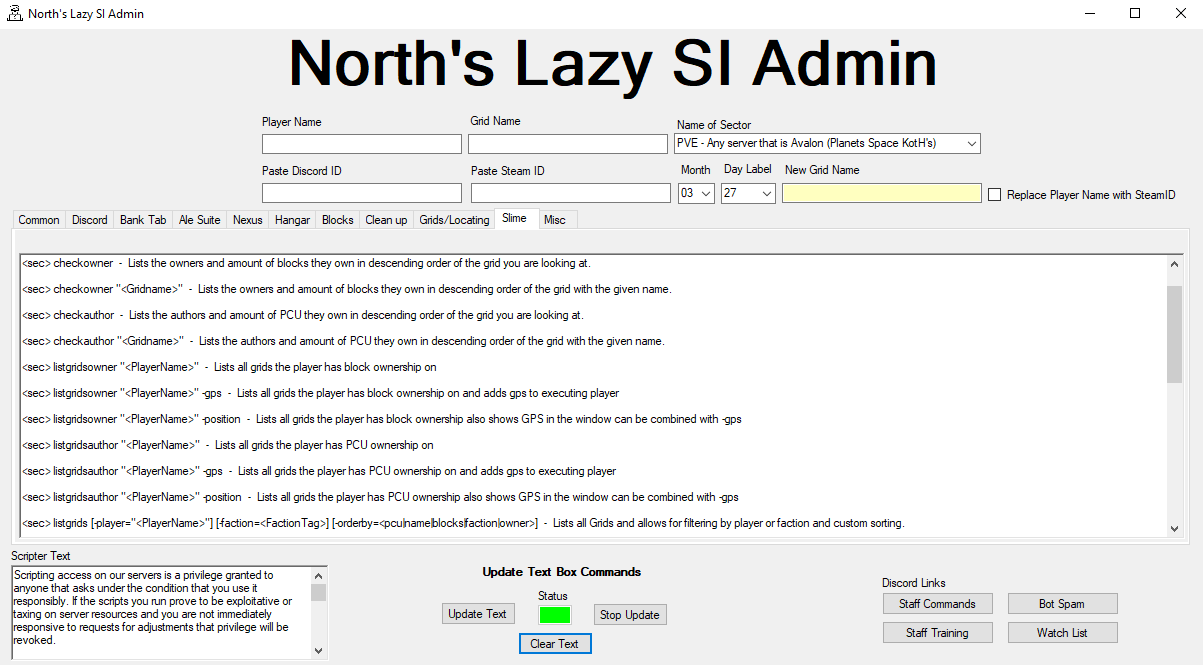 North's Lazy SI Admin
North's Lazy SI Admin
Player Name
Grid Name
Name of Sector
PVE - Any server that is Avalon (Planets Space KotH's)
Paste Discord ID
Paste Steam ID
Month
Day Label
New Grid Name
03
27
Replace Player Name with SteamID
Common
Discord
Bank Tab
Ale Suite
Nexus
Hangar
Blocks
Clean up
Grids/Locating
Slime
Misc
<sec> checkowner  -  Lists the owners and amount of blocks they own in descending order of the grid you are looking at.
<sec> checkowner "<Gridname>"  -  Lists the owners and amount of blocks they own in descending order of the grid with the given name.
<sec> checkauthor  -  Lists the authors and amount of PCU they own in descending order of the grid you are looking at.
<sec> checkauthor "<Gridname>"  -  Lists the authors and amount of PCU they own in descending order of the grid with the given name.
<sec> listgridsowner "<PlayerName>"  -  Lists all grids the player has block ownership on
<sec> listgridsowner "<PlayerName>" -gps  -  Lists all grids the player has block ownership on and adds gps to executing player
<sec> listgridsowner "<PlayerName>" -position  -  Lists all grids the player has block ownership also shows GPS in the window can be combined with -gps
<sec> listgridsauthor "<PlayerName>"  -  Lists all grids the player has PCU ownership on
<sec> listgridsauthor "<PlayerName>" -gps  -  Lists all grids the player has PCU ownership on and adds gps to executing player
<sec> listgridsauthor "<PlayerName>" -position  -  Lists all grids the player has PCU ownership also shows GPS in the window can be combined with -gps
<sec> listgrids [-player="<PlayerName>"] [-faction=<FactionTag>] [-orderby=<pcu|name|blocks|faction|owner>]  -  Lists all Grids and allows for filtering by player or faction and custom sorting.
Scripter Text
Scripting access on our servers is a privilege granted to
anyone that asks under the condition that you use it
responsibly. If the scripts you run prove to be exploitative or
taxing on server resources and you are not immediately
responsive to requests for adjustments that privilege will be
revoked.
Update Text Box Commands
Status
Update Text
Stop Update
Clear Text
Discord Links
Staff Commands
Bot Spam
Staff Training
Watch List